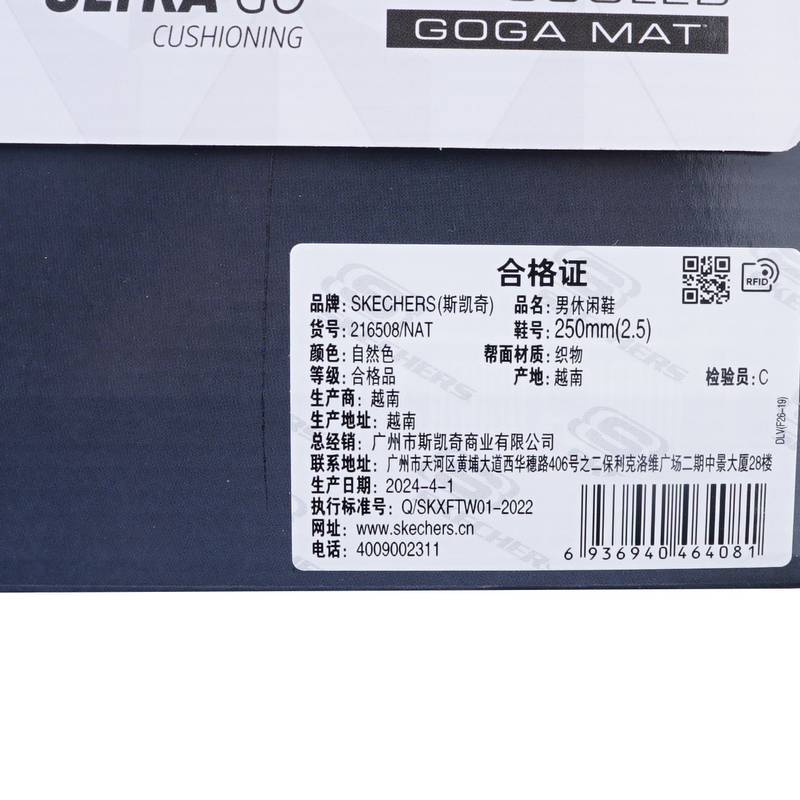 ULTRA GO
CUSHIONING
COOLED
GOGA MAT
合格证
RFID
品牌: SKECHERS(斯凯奇) 品名: 男休闲鞋
货号: 216508/NAT 鞋号: 250mm(2.5)
颜色: 自然色 帮面材质: 织物
等级: 合格品 产地: 越南 检验员: C
生产商: 越南
生产地址: 越南
总经销: 广州市斯凯奇商业有限公司
联系地址: 广州市天河区黄埔大道西华穗路406号之二保利克洛维广场二期中景大厦28楼
生产日期: 2024-4-1
执行标准号: Q/SKXFTW01-2022
网址: www.skechers.cn
电话: 4009002311
6 936940 464081
DLV(F26-19)
SKECHERS
SKECHERS